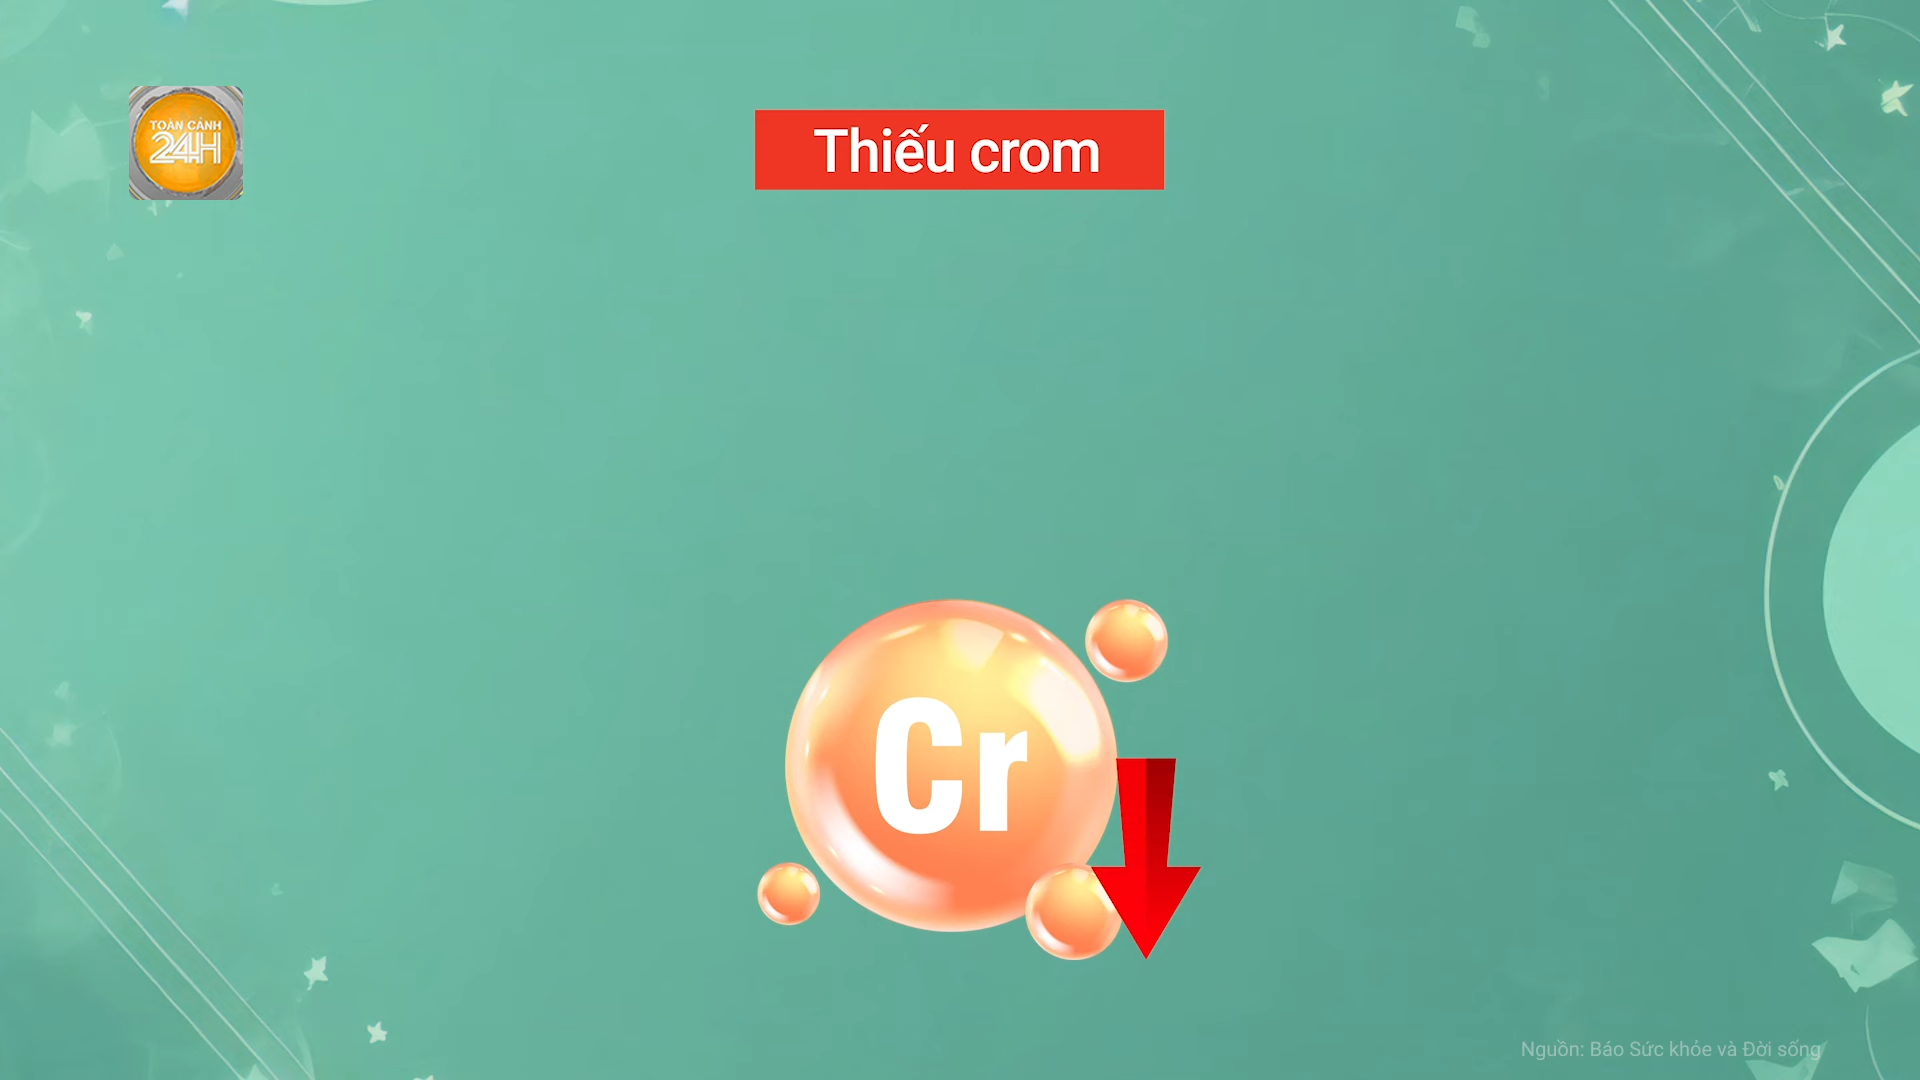 TOÀN CẢNH
24H
Thiếu crom
Cr
Nguồn: Báo Sức khỏe và Đời sống